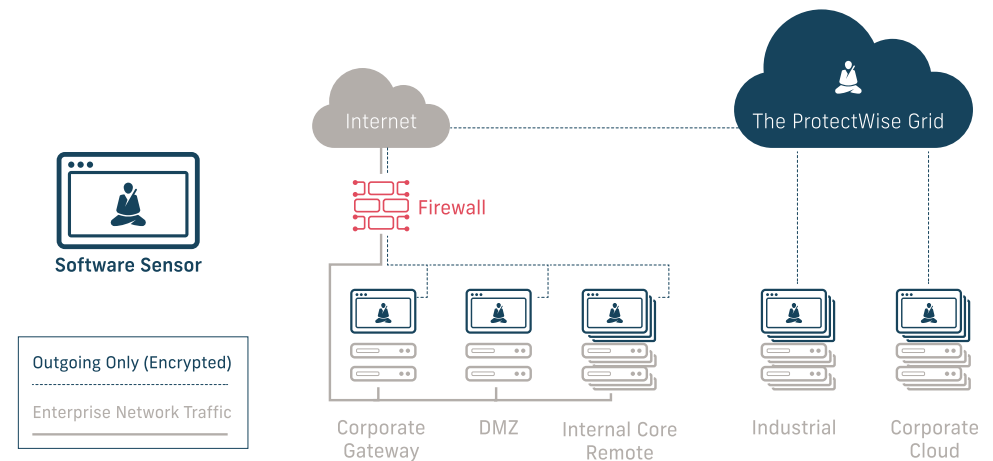 Internet
The ProtectWise Grid
Firewall
Software Sensor
Outgoing Only (Encrypted)
Enterprise Network Traffic
Corporate
Gateway
DMZ
Internal Core
Remote
Industrial
Corporate
Cloud